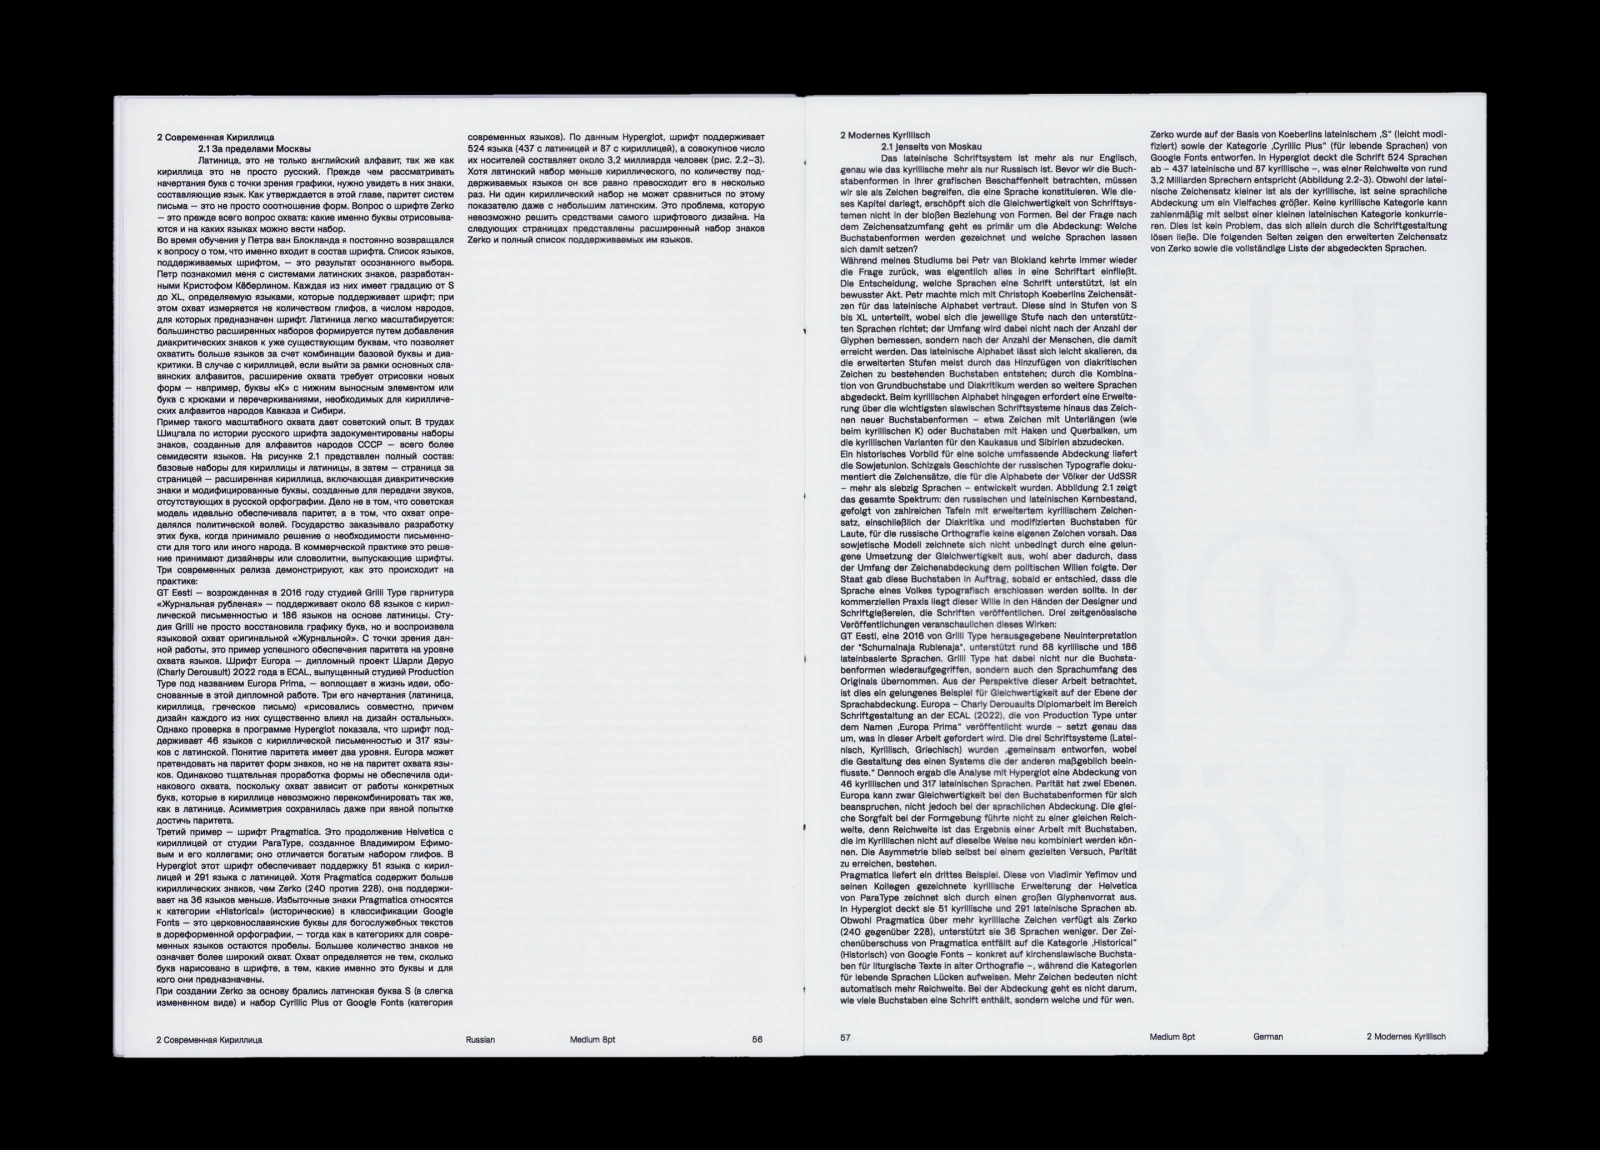 2 Современная Кириллица
2.1 За пределами Москвы
Латиница, это не только английский алфавит, так же как
кириллица это не просто русский. Прежде чем рассматривать
начертания букв с точки зрения графики, нужно увидеть в них знаки,
составляющие язык. Как утверждается в этой главе, паритет систем
письма — это не просто соотношение форм. Вопрос о шрифте Zerko
— это прежде всего вопрос охвата: какие именно буквы отрисовыва-
ются и на каких языках можно вести набор.
Во время обучения у Петра ван Блокланда я постоянно возвращался
к вопросу о том, что именно входит в состав шрифта. Список языков,
поддерживаемых шрифтом, — это результат осознанного выбора.
Петр познакомил меня с системами латинских знаков, разработан-
ными Кристофом Кёберлином. Каждая из них имеет градацию от S
до XL, определяемую языками, которые поддерживает шрифт; при
этом охват измеряется не количеством глифов, а числом народов,
для которых предназначен шрифт. Латиница легко масштабируется:
большинство расширенных наборов формируется путем добавления
диакритических знаков к уже существующим буквам, что позволяет
охватить больше языков за счет комбинации базовой буквы и диа-
критики. В случае с кириллицей, если выйти за рамки основных сла-
вянских алфавитов, расширение охвата требует отрисовки новых
форм — например, буквы «К» с нижним выносным элементом или
букв с крюками и перечеркиваниями, необходимых для кирилличе-
ских алфавитов народов Кавказа и Сибири.
Пример такого масштабного охвата дает советский опыт. В трудах
Шицгала по истории русского шрифта задокументированы наборы
знаков, созданные для алфавитов народов СССР — всего более
семидесяти языков. На рисунке 2.1 представлен полный состав:
базовые наборы для кириллицы и латиницы, а затем — страница за
страницей — расширенная кириллица, включающая диакритические
знаки и модифицированные буквы, созданные для передачи звуков,
отсутствующих в русской орфографии. Дело не в том, что советская
модель идеально обеспечивала паритет, а в том, что охват опре-
делялся политической волей. Государство заказывало разработку
этих букв, когда принимало решение о необходимости письменно-
сти для того или иного народа. В коммерческой практике это реше-
ние принимают дизайнеры или словолитни, выпускающие шрифты.
Три современных релиза демонстрируют, как это происходит на
практике:
GT Eesti — возрожденная в 2016 году студией Grilli Type гарнитура
«Журнальная рубленая» — поддерживает около 68 языков с кирил-
лической письменностью и 186 языков на основе латиницы. Сту-
дия Grilli не просто восстановила графику букв, но и воспроизвела
языковой охват оригинальной «Журнальной». С точки зрения дан-
ной работы, это пример успешного обеспечения паритета на уровне
охвата языков. Шрифт Europa — дипломный проект Шарли Деруо
(Charly Derouault) 2022 года в ECAL, выпущенный студией Production
Type под названием Europa Prima, — воплощает в жизнь идеи, обо-
снованные в этой дипломной работе. Три его начертания (латиница,
кириллица, греческое письмо) «рисовались совместно, причем
дизайн каждого из них существенно влиял на дизайн остальных».
Однако проверка в программе Hyperglot показала, что шрифт под-
держивает 46 языков с кириллической письменностью и 317 язы-
ков с латинской. Понятие паритета имеет два уровня. Europa может
претендовать на паритет форм знаков, но не на паритет охвата язы-
ков. Одинаково тщательная проработка формы не обеспечила оди-
накового охвата, поскольку охват зависит от работы конкретных
букв, которые в кириллице невозможно перекомбинировать так же,
как в латинице. Асимметрия сохранилась даже при явной попытке
достичь паритета.
Третий пример — шрифт Pragmatica. Это продолжение Helvetica с
кириллицей от студии ParaType, созданное Владимиром Ефимо-
вым и его коллегами; оно отличается богатым набором глифов. В
Hyperglot этот шрифт обеспечивает поддержку 51 языка с кирил-
лицей и 291 языка с латиницей. Хотя Pragmatica содержит больше
кириллических знаков, чем Zerko (240 против 228), она поддержи-
вает на 36 языков меньше. Избыточные знаки Pragmatica относятся
к категории «Historical» (исторические) в классификации Google
Fonts — это церковнославянские буквы для богослужебных текстов
в дореформенной орфографии, — тогда как в категориях для совре-
менных языков остаются пробелы. Большее количество знаков не
означает более широкий охват. Охват определяется не тем, сколько
букв нарисовано в шрифте, а тем, какие именно это буквы и для
кого они предназначены.
При создании Zerko за основу брались латинская буква S (в слегка
измененном виде) и набор Cyrillic Plus от Google Fonts (категория
современных языков). По данным Hyperglot, шрифт поддерживает
524 языка (437 с латиницей и 87 с кириллицей), а совокупное число
их носителей составляет около 3,2 миллиарда человек (рис. 2.2–3).
Хотя латинский набор меньше кириллического, по количеству под-
держиваемых языков он все равно превосходит его в несколько
раз. Ни один кириллический набор не может сравниться по этому
показателю даже с небольшим латинским. Это проблема, которую
невозможно решить средствами самого шрифтового дизайна. На
следующих страницах представлены расширенный набор знаков
Zerko и полный список поддерживаемых им языков.
2 Современная Кириллица
Russian
Medium 8pt
56
2 Modernes Kyrillisch
2.1 Jenseits von Moskau
Das lateinische Schriftsystem ist mehr als nur Englisch,
genau wie das kyrillische mehr als nur Russisch ist. Bevor wir die Buch-
stabenformen in ihrer grafischen Beschaffenheit betrachten, müssen
wir sie als Zeichen begreifen, die eine Sprache konstituieren. Wie die-
ses Kapitel darlegt, erschöpft sich die Gleichwertigkeit von Schriftsys-
temen nicht in der bloßen Beziehung von Formen. Bei der Frage nach
dem Zeichensatzumfang geht es primär um die Abdeckung: Welche
Buchstabenformen werden gezeichnet und welche Sprachen lassen
sich damit setzen?
Während meines Studiums bei Petr van Blokland kehrte immer wieder
die Frage zurück, was eigentlich alles in eine Schriftart einfließt.
Die Entscheidung, welche Sprachen eine Schrift unterstützt, ist ein
bewusster Akt. Petr machte mich mit Christoph Koeberlins Zeichensät-
zen für das lateinische Alphabet vertraut. Diese sind in Stufen von S
bis XL unterteilt, wobei sich die jeweilige Stufe nach den unterstütz-
ten Sprachen richtet; der Umfang wird dabei nicht nach der Anzahl der
Glyphen bemessen, sondern nach der Anzahl der Menschen, die damit
erreicht werden. Das lateinische Alphabet lässt sich leicht skalieren, da
die erweiterten Stufen meist durch das Hinzufügen von diakritischen
Zeichen zu bestehenden Buchstaben entstehen; durch die Kombina-
tion von Grundbuchstabe und Diakritikum werden so weitere Sprachen
abgedeckt. Beim kyrillischen Alphabet hingegen erfordert eine Erweite-
rung über die wichtigsten slawischen Schriftsysteme hinaus das Zeich-
nen neuer Buchstabenformen – etwa Zeichen mit Unterlängen (wie
beim kyrillischen K) oder Buchstaben mit Haken und Querbalken, um
die kyrillischen Varianten für den Kaukasus und Sibirien abzudecken.
Ein historisches Vorbild für eine solche umfassende Abdeckung liefert
die Sowjetunion. Schizgals Geschichte der russischen Typografie doku-
mentiert die Zeichensätze, die für die Alphabete der Völker der UdSSR
– mehr als siebzig Sprachen – entwickelt wurden. Abbildung 2.1 zeigt
das gesamte Spektrum: den russischen und lateinischen Kernbestand,
gefolgt von zahlreichen Tafeln mit erweitertem kyrillischem Zeichen-
satz, einschließlich der Diakritika und modifizierten Buchstaben für
Laute, für die russische Orthografie keine eigenen Zeichen vorsah. Das
sowjetische Modell zeichnete sich nicht unbedingt durch eine gelun-
gene Umsetzung der Gleichwertigkeit aus, wohl aber dadurch, dass
der Umfang der Zeichenabdeckung dem politischen Willen folgte. Der
Staat gab diese Buchstaben in Auftrag, sobald er entschied, dass die
Sprache eines Volkes typografisch erschlossen werden sollte. In der
kommerziellen Praxis liegt dieser Wille in den Händen der Designer und
Schriftgießereien, die Schriften veröffentlichen. Drei zeitgenössische
Veröffentlichungen veranschaulichen dieses Wirken:
GT Eesti, eine 2016 von Grilli Type herausgegebene Neuinterpretation
der "Schurnalnaja Rublenaja", unterstützt rund 68 kyrillische und 186
lateinbasierte Sprachen. Grilli Type hat dabei nicht nur die Buchsta-
benformen wiederaufgegriffen, sondern auch den Sprachumfang des
Originals übernommen. Aus der Perspektive dieser Arbeit betrachtet,
ist dies ein gelungenes Beispiel für Gleichwertigkeit auf der Ebene der
Sprachabdeckung. Europa – Charly Derouaults Diplomarbeit im Bereich
Schriftgestaltung an der ECAL (2022), die von Production Type unter
dem Namen „Europa Prima“ veröffentlicht wurde – setzt genau das
um, was in dieser Arbeit gefordert wird. Die drei Schriftsysteme (Latei-
nisch, Kyrillisch, Griechisch) wurden „gemeinsam entworfen, wobei
die Gestaltung des einen Systems die der anderen maßgeblich beein-
flusste.“ Dennoch ergab die Analyse mit Hyperglot eine Abdeckung von
46 kyrillischen und 317 lateinischen Sprachen. Parität hat zwei Ebenen.
Europa kann zwar Gleichwertigkeit bei den Buchstabenformen für sich
beanspruchen, nicht jedoch bei der sprachlichen Abdeckung. Die glei-
che Sorgfalt bei der Formgebung führte nicht zu einer gleichen Reich-
weite, denn Reichweite ist das Ergebnis einer Arbeit mit Buchstaben,
die im Kyrillischen nicht auf dieselbe Weise neu kombiniert werden kön-
nen. Die Asymmetrie blieb selbst bei einem gezielten Versuch, Parität
zu erreichen, bestehen.
Pragmatica liefert ein drittes Beispiel. Diese von Vladimir Yefimov und
seinen Kollegen gezeichnete kyrillische Erweiterung der Helvetica
von ParaType zeichnet sich durch einen großen Glyphenvorrat aus.
In Hyperglot deckt sie 51 kyrillische und 291 lateinische Sprachen ab.
Obwohl Pragmatica über mehr kyrillische Zeichen verfügt als Zerko
(240 gegenüber 228), unterstützt sie 36 Sprachen weniger. Der Zei-
chenüberschuss von Pragmatica entfällt auf die Kategorie „Historical“
(Historisch) von Google Fonts – konkret auf kirchenslawische Buchsta-
ben für liturgische Texte in alter Orthografie –, während die Kategorien
für lebende Sprachen Lücken aufweisen. Mehr Zeichen bedeuten nicht
automatisch mehr Reichweite. Bei der Abdeckung geht es nicht darum,
wie viele Buchstaben eine Schrift enthält, sondern welche und für wen.
Zerko wurde auf der Basis von Koeberlins lateinischem „S“ (leicht modi-
fiziert) sowie der Kategorie „Cyrillic Plus“ (für lebende Sprachen) von
Google Fonts entworfen. In Hyperglot deckt die Schrift 524 Sprachen
ab – 437 lateinische und 87 kyrillische –, was einer Reichweite von rund
3,2 Milliarden Sprechern entspricht (Abbildung 2.2-3). Obwohl der latei-
nische Zeichensatz kleiner ist als der kyrillische, ist seine sprachliche
Abdeckung um ein Vielfaches größer. Keine kyrillische Kategorie kann
zahlenmäßig mit selbst einer kleinen lateinischen Kategorie konkurrie-
ren. Dies ist kein Problem, das sich allein durch die Schriftgestaltung
lösen ließe. Die folgenden Seiten zeigen den erweiterten Zeichensatz
von Zerko sowie die vollständige Liste der abgedeckten Sprachen.
57
Medium 8pt
German
2 Modernes Kyrillisch